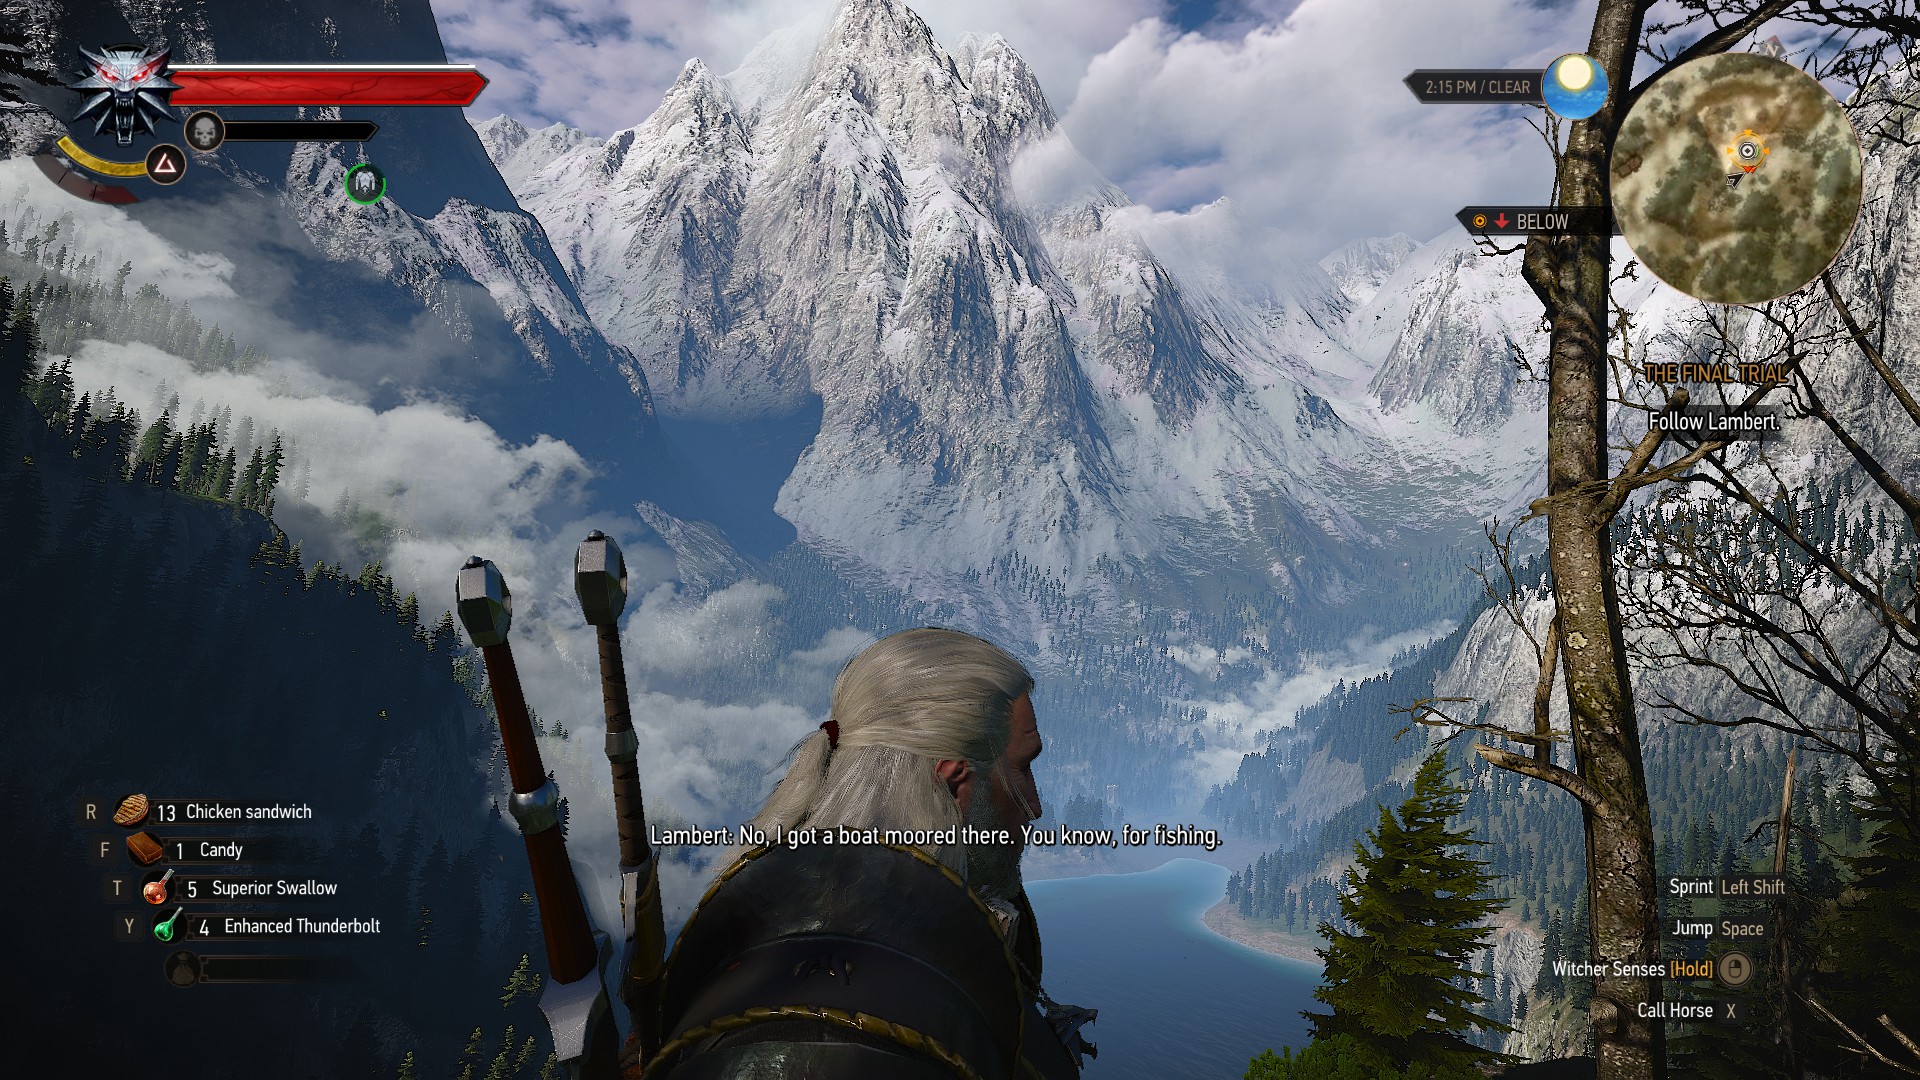 2:15 PM / CLEAR
N
BELOW
THE FINAL TRIAL
Follow Lambert.
R 13 Chicken sandwich
F 1 Candy
T 5 Superior Swallow
Y 4 Enhanced Thunderbolt
Lambert: No, I got a boat moored there. You know, for fishing.
Sprint Left Shift
Jump Space
Witcher Senses [Hold]
Call Horse X